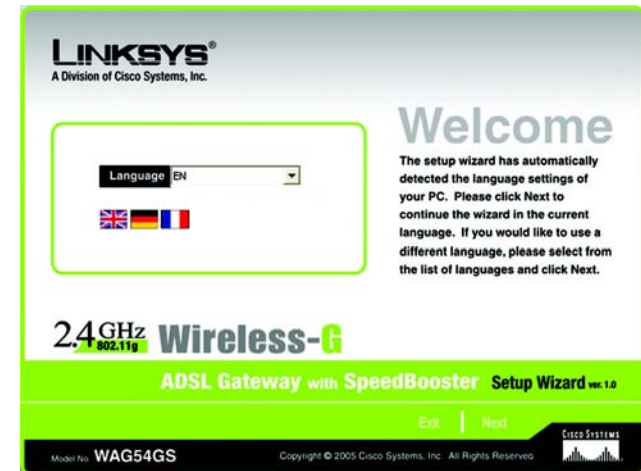 LINKSYS®
A Division of Cisco Systems, Inc.
Welcome
The setup wizard has automatically
detected the language settings of
your PC. Please click Next to
continue the wizard in the current
language. If you would like to use a
different language, please select from
the list of languages and click Next.
Language EN
2.4 GHz
802.11g
Wireless-G
ADSL Gateway with SpeedBooster Setup Wizard ver. 1.0
Exit | Next
Model No. WAG54GS
Copyright © 2005 Cisco Systems, Inc. All Rights Reserved
CISCO SYSTEMS